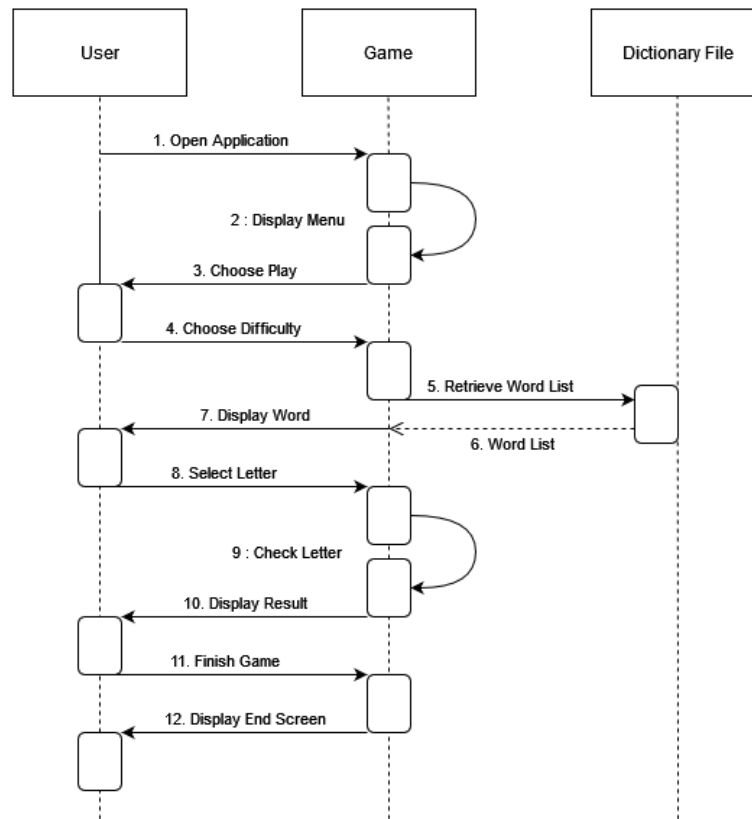 User
Game
Dictionary File
1. Open Application
2 : Display Menu
3. Choose Play
4. Choose Difficulty
5. Retrieve Word List
7. Display Word
6. Word List
8. Select Letter
9 : Check Letter
10. Display Result
11. Finish Game
12. Display End Screen